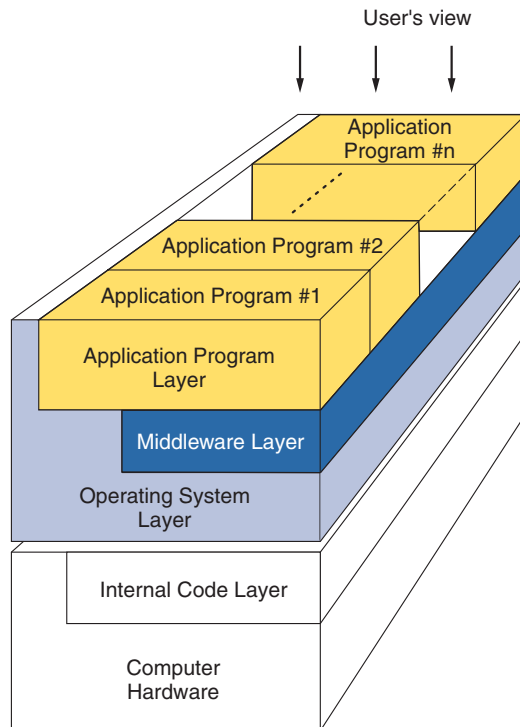 User's view
Application
Program #n
Application Program #2
Application Program #1
Application Program
Layer
Middleware Layer
Operating System
Layer
Internal Code Layer
Computer
Hardware